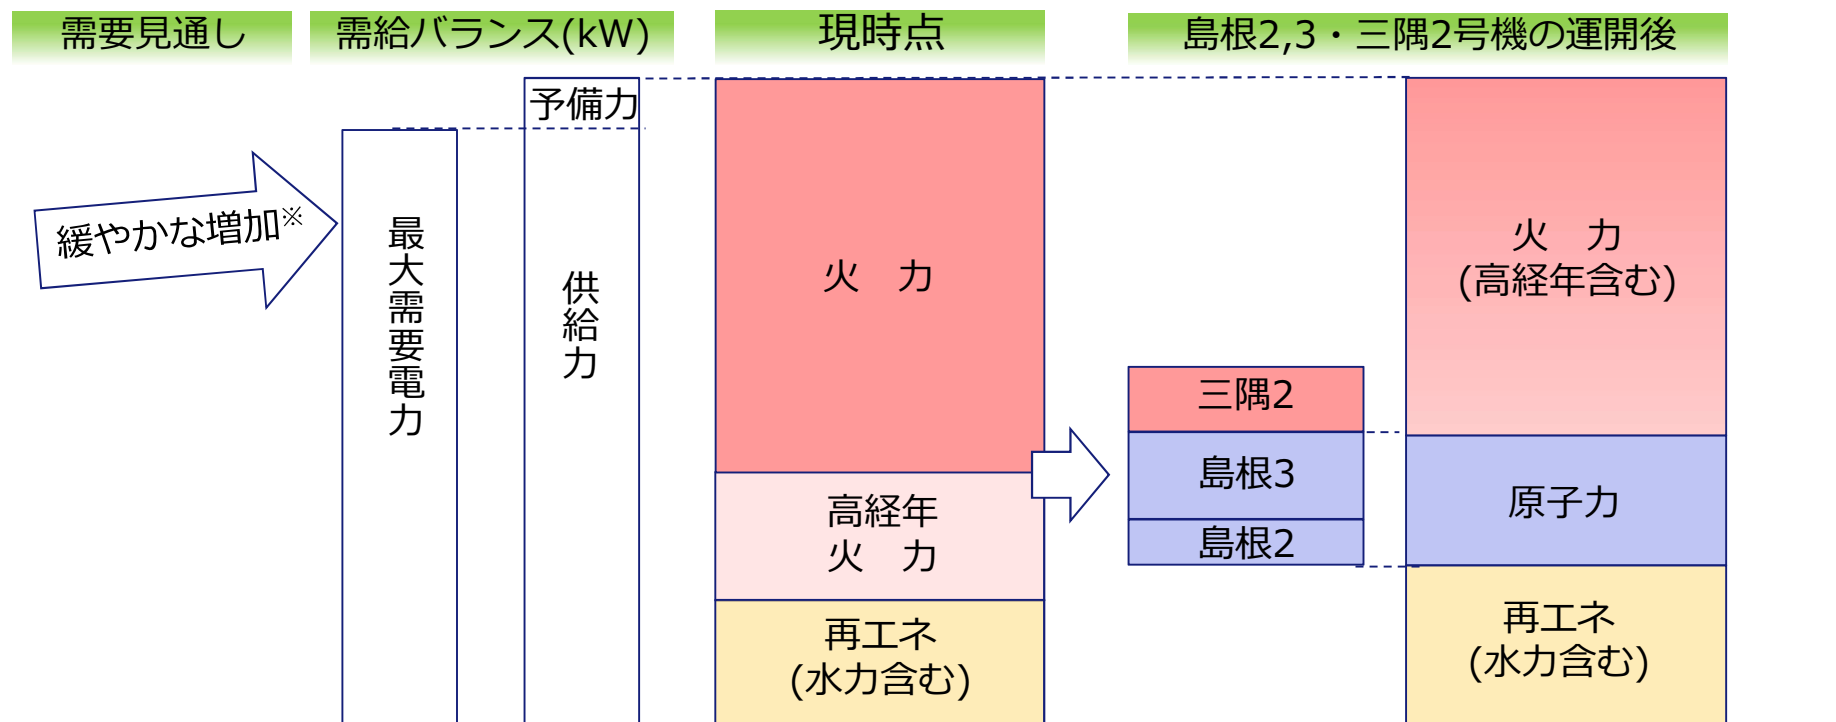 需要見通し
需給バランス(kW)
現時点
島根2,3・三隅2号機の運開後
緩やかな増加※
最大需要電力
予備力
供給力
火　力
高経年
火　力
再エネ
(水力含む)
三隅2
島根3
島根2
火　力
(高経年含む)
原子力
再エネ
(水力含む)